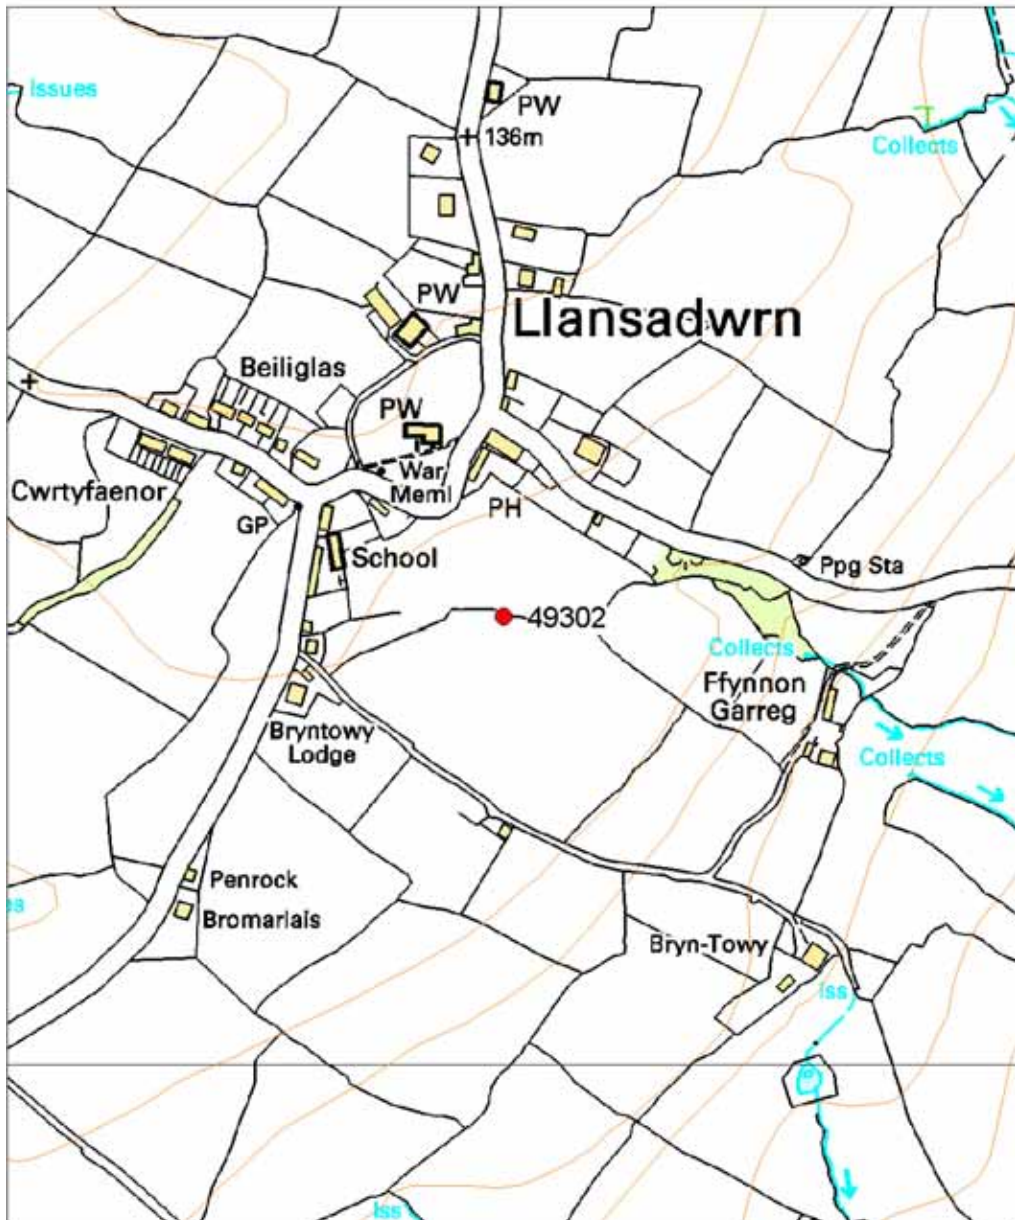 Issues
PW
136m
Collects
PW
Llansadwrn
Beiliglas
PW
War
Meml
Cwrtyfaenor
PH
GP
School
Ppg Sta
49302
Collects
Ffynnon
Garreg
Bryntowy
Lodge
Collects
Penrock
es
Bromarlais
Bryn-Towy
Iss
Iss